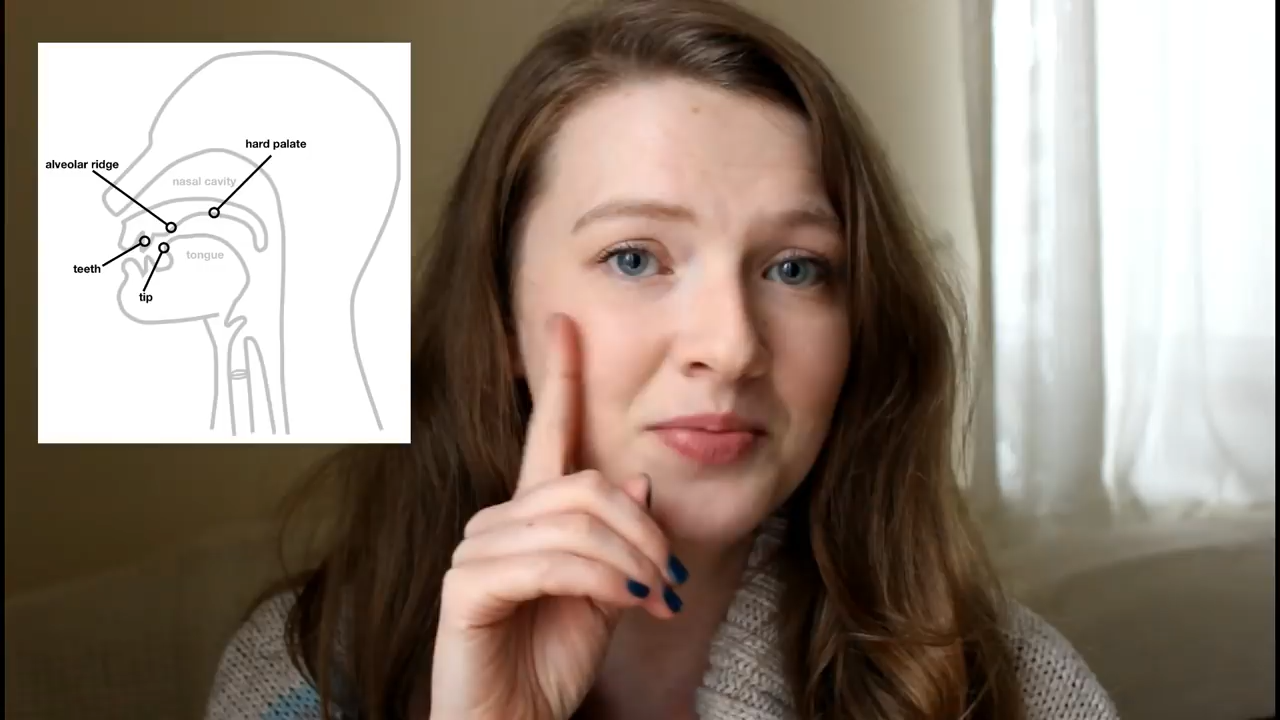 hard palate
alveolar ridge
nasal cavity
tongue
teeth
tip